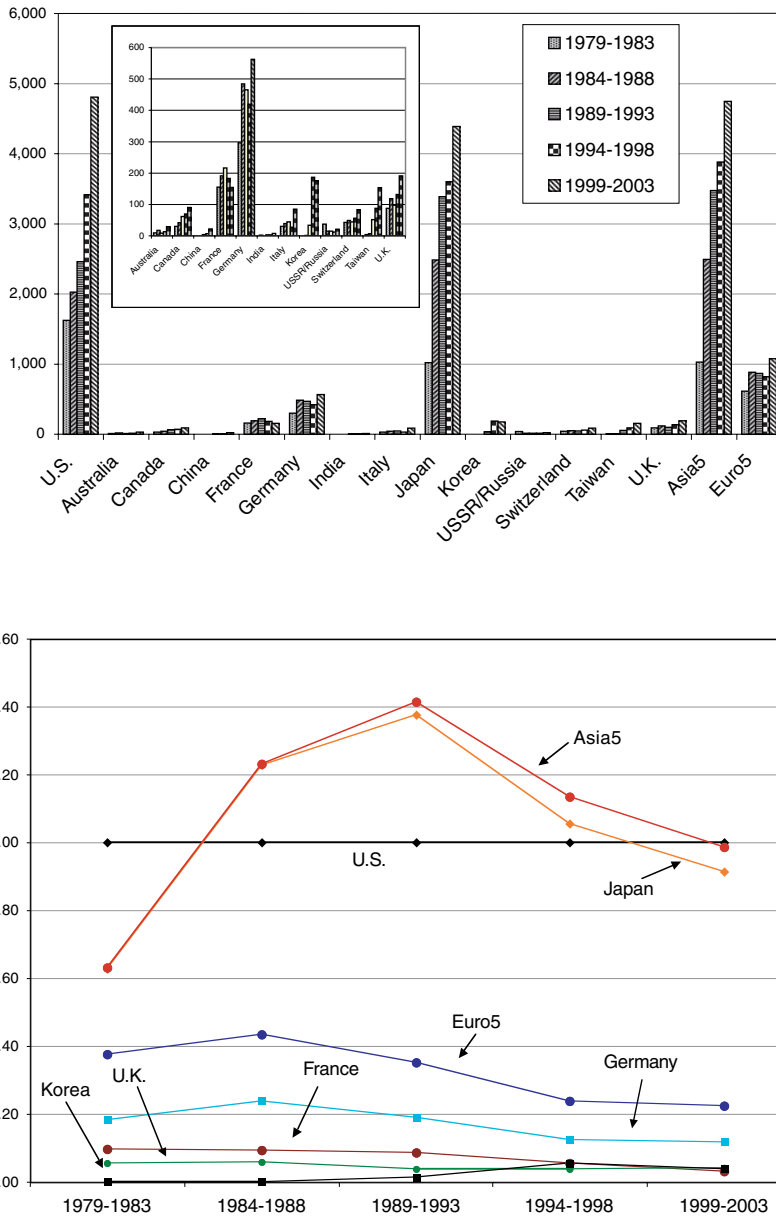 6,000
5,000
4,000
3,000
2,000
1,000
0
600
500
400
300
200
100
0
Australia
Canada
China
France
Germany
India
Italy
Korea
USSR/Russia
Switzerland
Taiwan
U.K.
1979-1983
1984-1988
1989-1993
1994-1998
1999-2003
U.S.
Australia
Canada
China
France
Germany
India
Italy
Japan
Korea
USSR/Russia
Switzerland
Taiwan
U.K.
Asia5
Euro5
.60
.40
.20
.00
.80
.60
.40
.20
.00
Asia5
U.S.
Japan
Euro5
Germany
France
U.K.
Korea
1979-1983
1984-1988
1989-1993
1994-1998
1999-2003